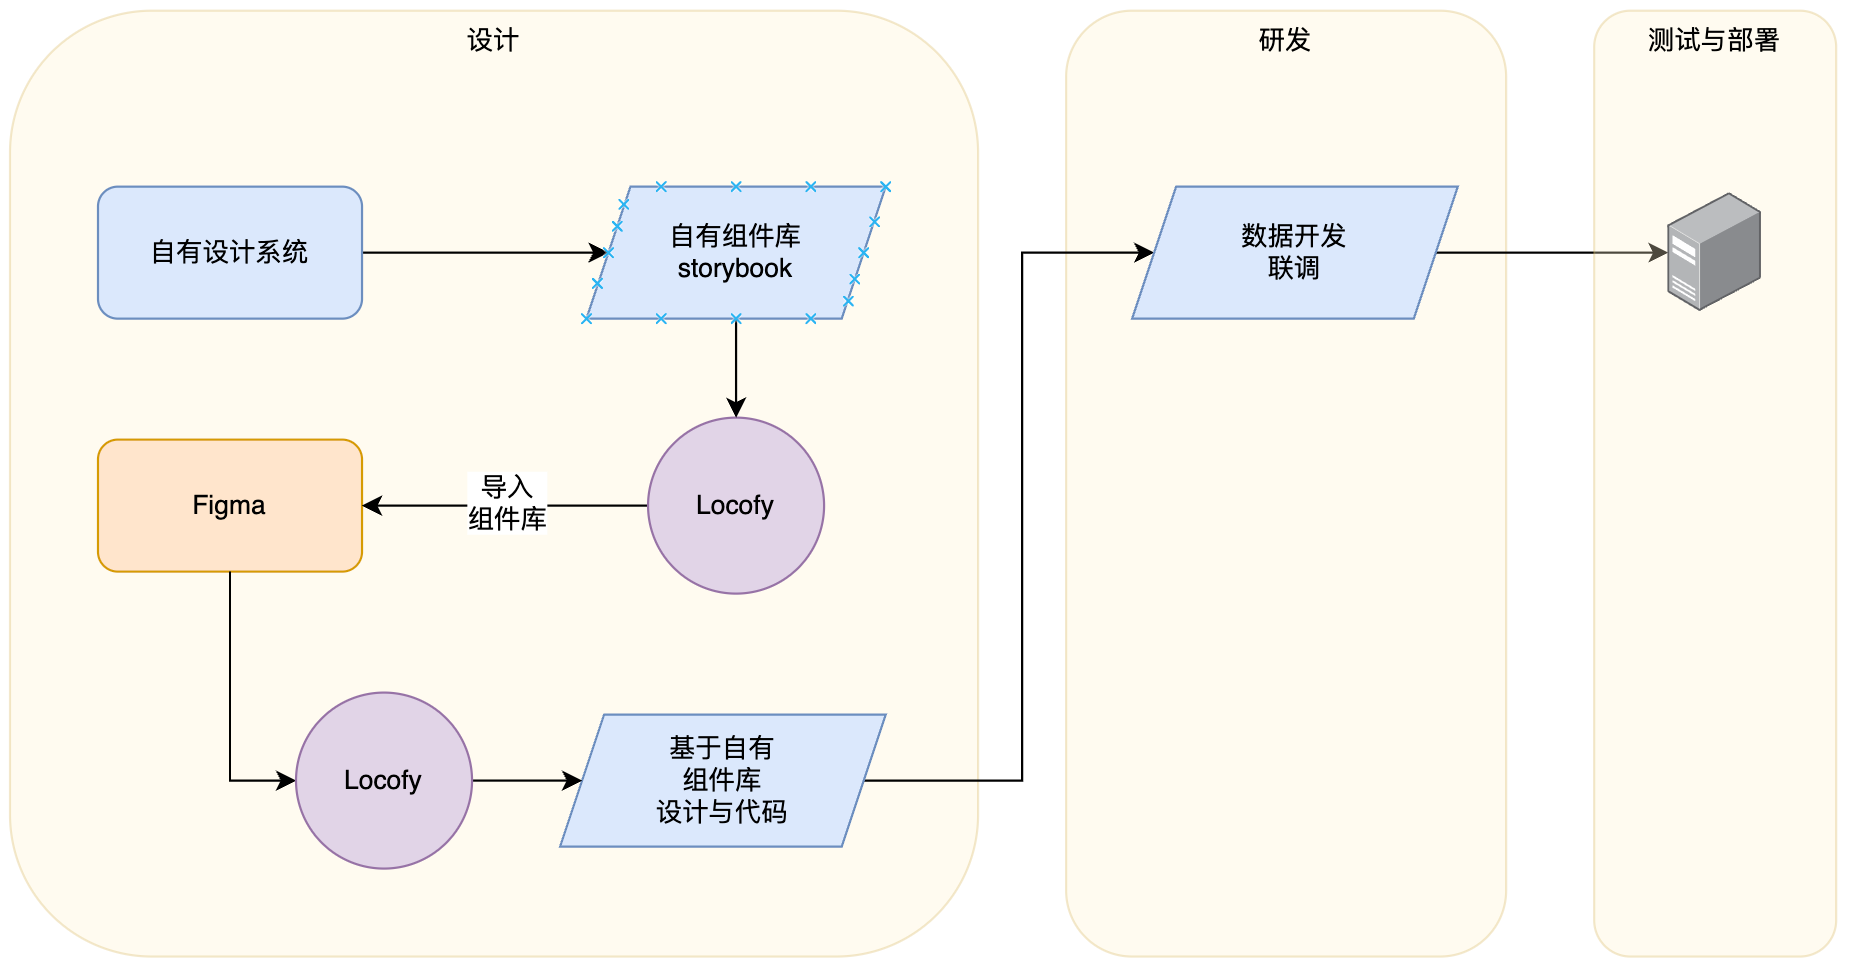 设计
研发
测试与部署
自有设计系统
自有组件库
storybook
数据开发
联调
Figma
导入
组件库
Locofy
Locofy
基于自有
组件库
设计与代码